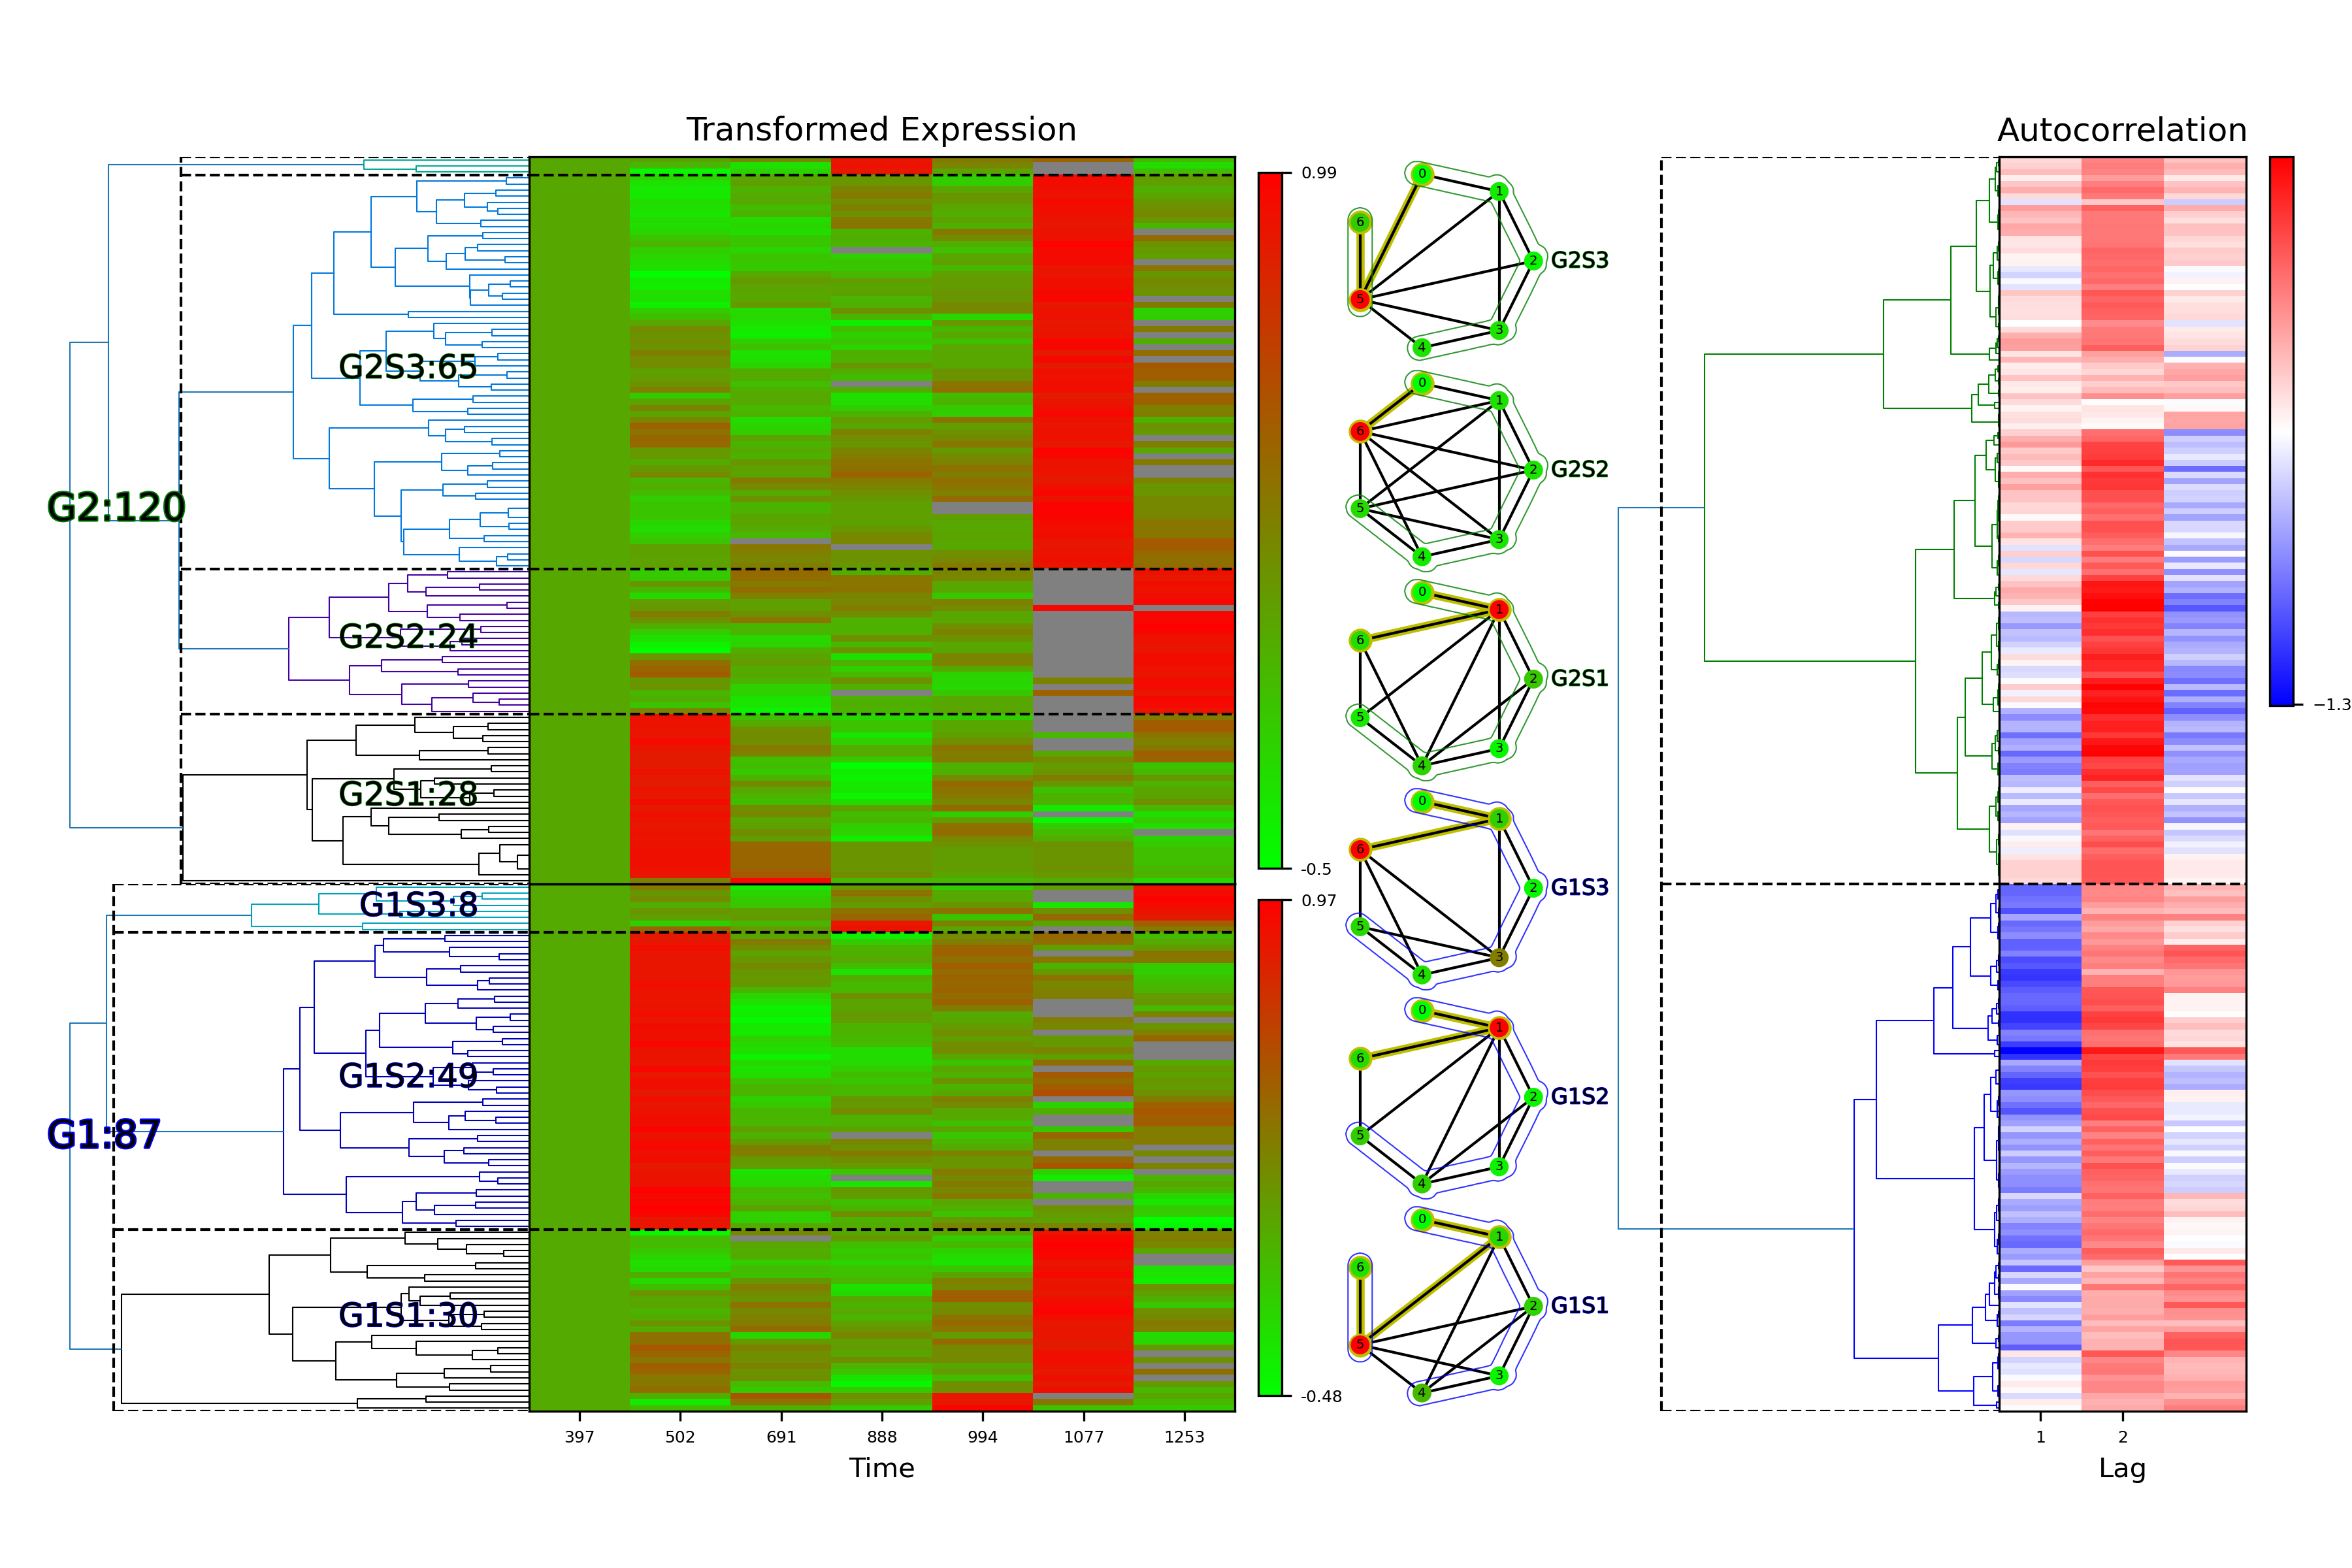 Transformed Expression
Autocorrelation
G2:120
G2S3:65
G2S2:24
G2S1:28
G1:87
G1S3:8
G1S2:49
G1S1:30
0.99
-0.5
0.97
-0.48
0
1
2
3
4
5
6
G2S3
0
1
2
3
4
5
6
G2S2
0
1
2
3
4
5
6
G2S1
0
1
2
3
4
5
6
G1S3
0
1
2
3
4
5
6
G1S2
0
1
2
3
4
5
6
G1S1
−1.3
397 502 691 888 994 1077 1253
Time
1 2
Lag